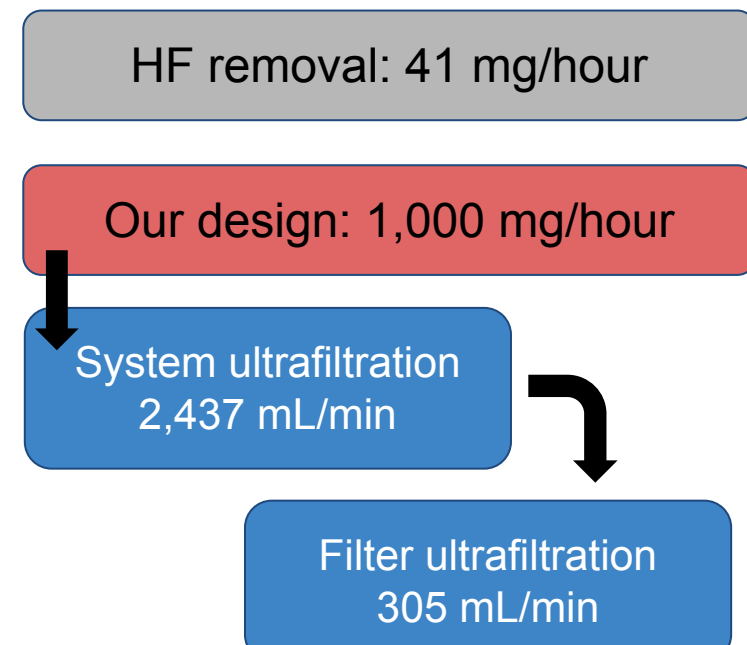 HF removal: 41 mg/hour
Our design: 1,000 mg/hour
System ultrafiltration
2,437 mL/min
Filter ultrafiltration
305 mL/min